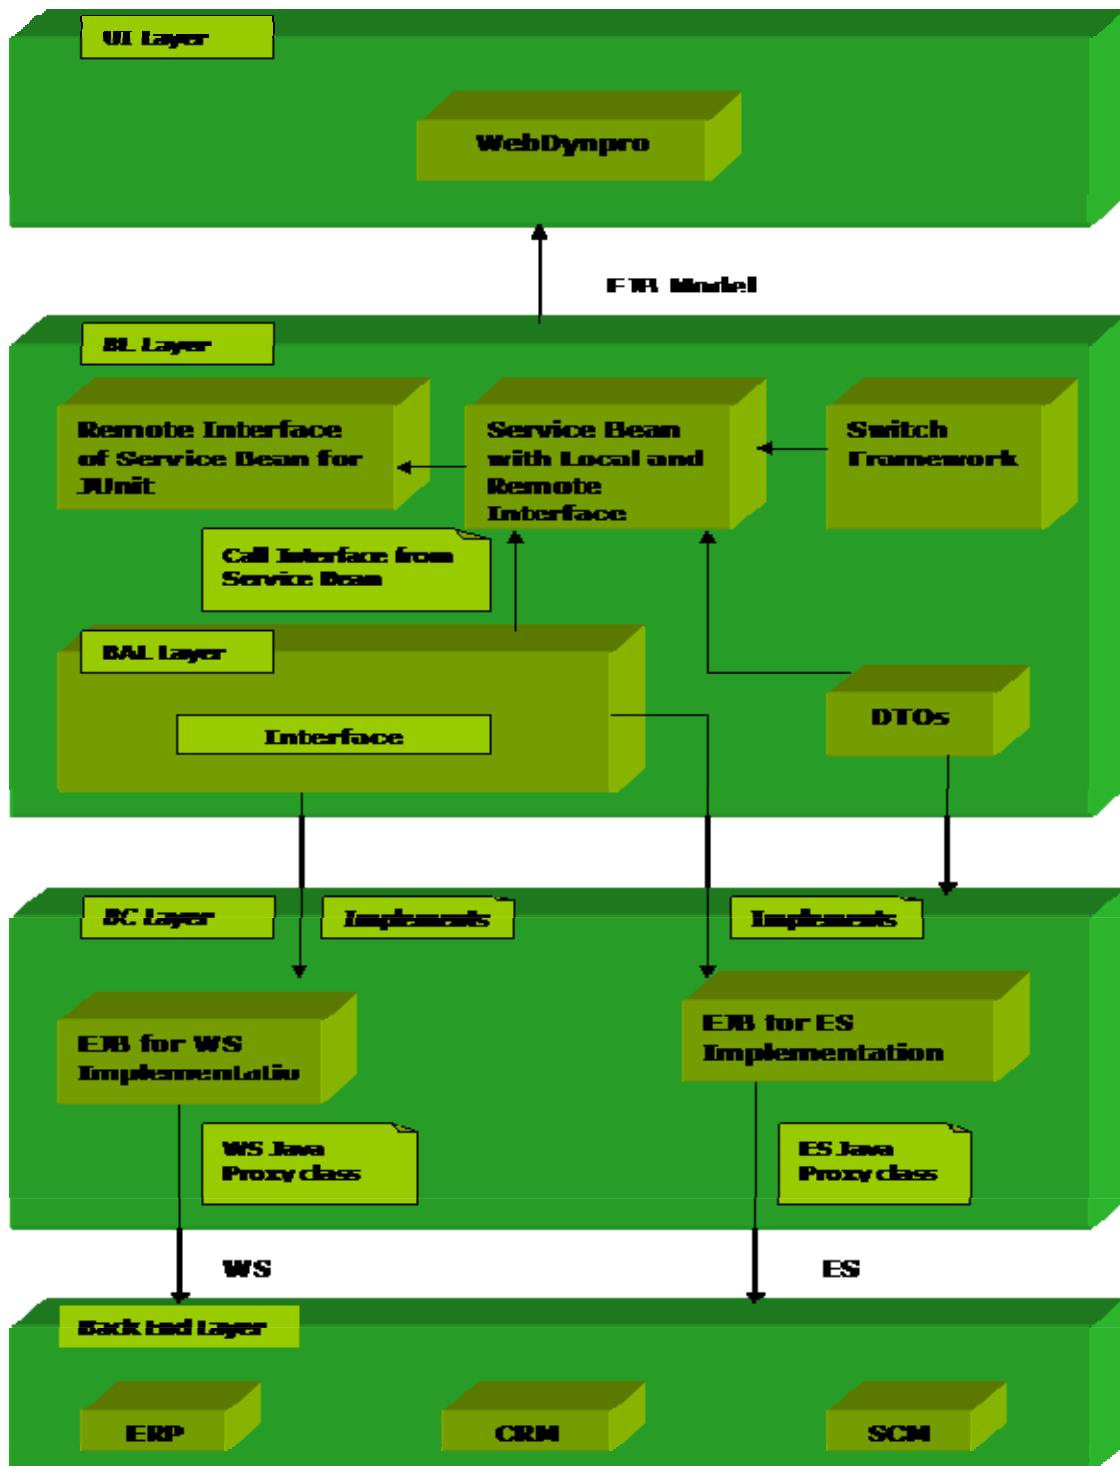 UI Layer
WebDynpro
EJB Model
BL Layer
Remote Interface
of Service Bean for
JUnit
Service Bean
with Local and
Remote
Interface
Switch
Framework
Call Interface from
Service Bean
BAL Layer
Interface
DTOs
BC Layer
Implements
Implements
EJB for WS
Implementatio
EJB for ES
Implementation
WS Java
Proxy class
ES Java
Proxy class
WS
ES
Back End Layer
ERP
CRM
SCM